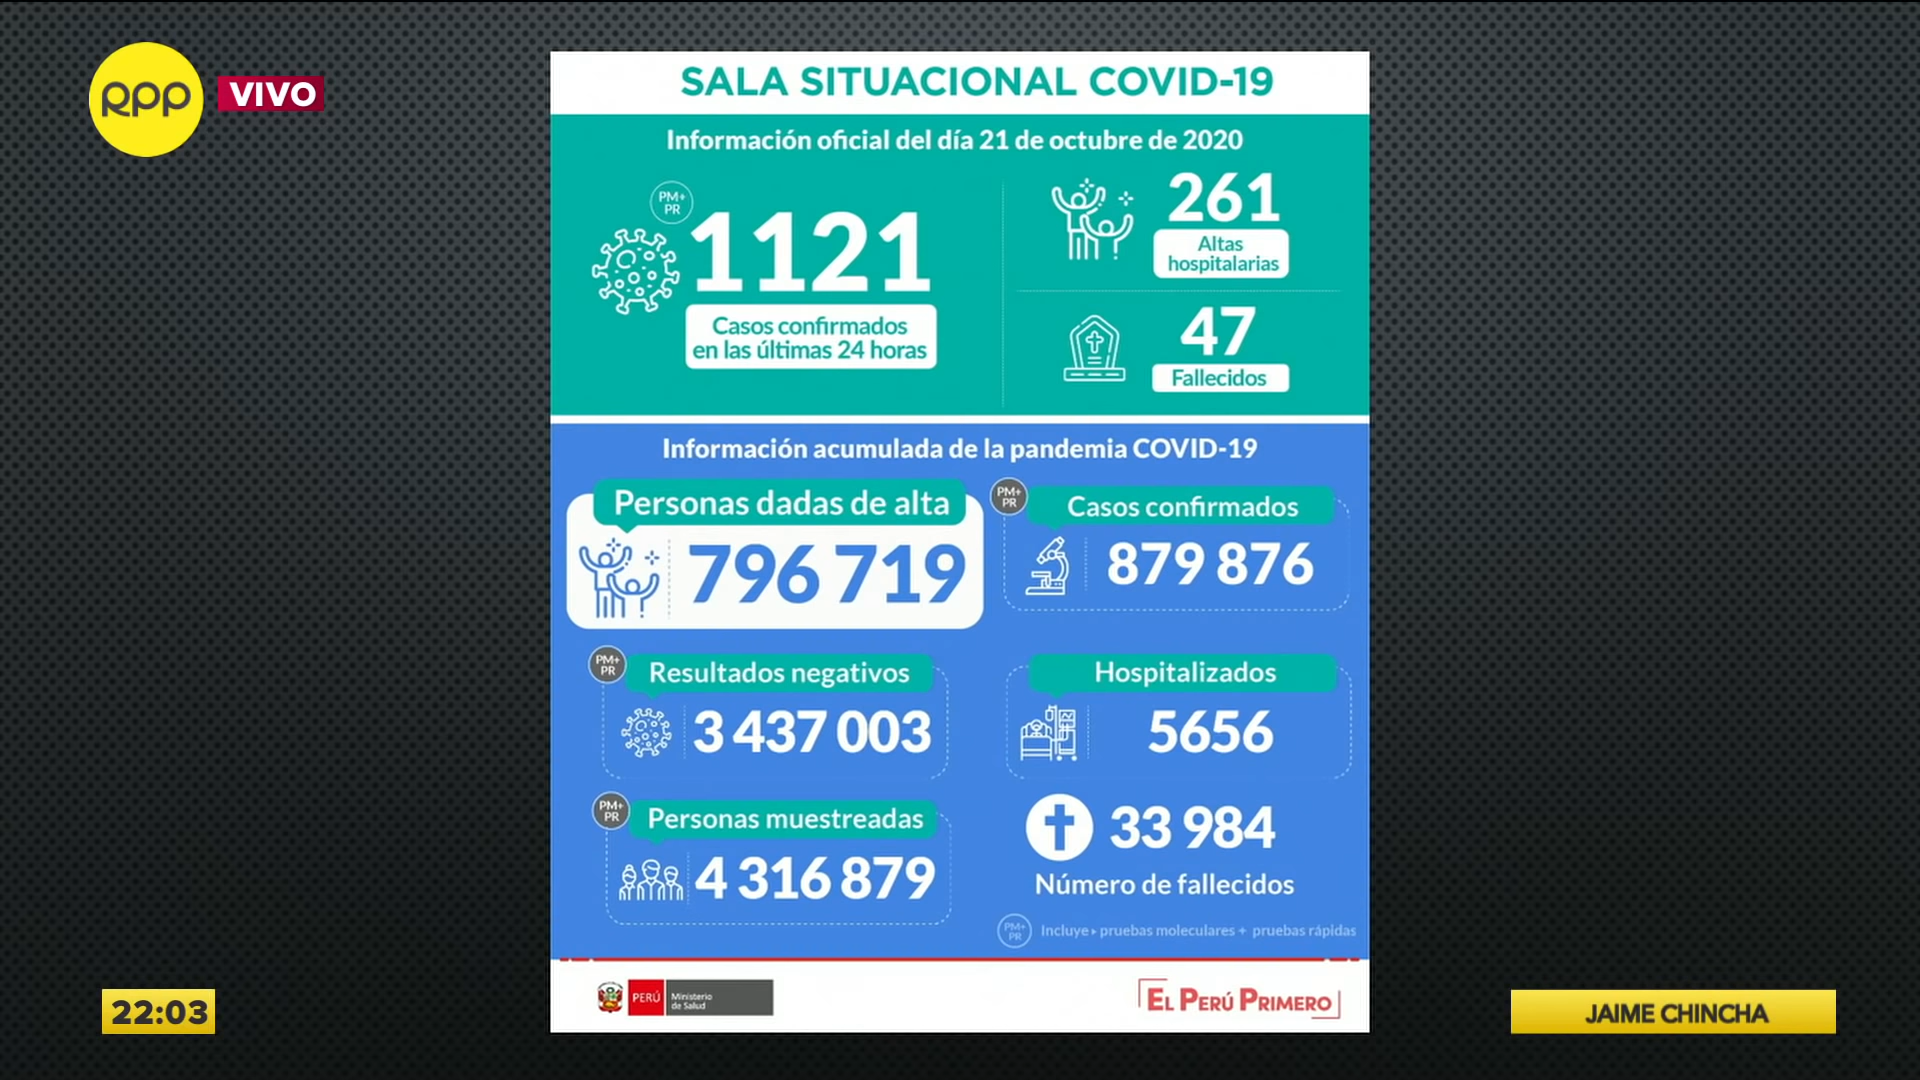 RPP
VIVO
SALA SITUACIONAL COVID-19
Información oficial del día 21 de octubre de 2020
PM+
PR
1121
Casos confirmados
en las últimas 24 horas
261
Altas
hospitalarias
47
Fallecidos
Información acumulada de la pandemia COVID-19
Personas dadas de alta
796 719
PM+
PR
Casos confirmados
879 876
PM+
PR
Resultados negativos
3 437 003
Hospitalizados
5656
PM+
PR
Personas muestreadas
4 316 879
33 984
Número de fallecidos
PM+
PR
Incluye▸ pruebas moleculares + pruebas rápidas
PERÚ
Ministerio
de Salud
EL PERÚ PRIMERO
22:03
JAIME CHINCHA